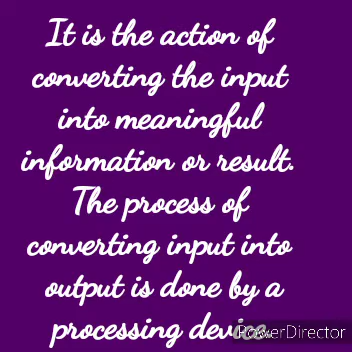 It is the action of
converting the input
into meaningful
information or result.
The process of
converting input into
output is done by a
processing device.
PowerDirector